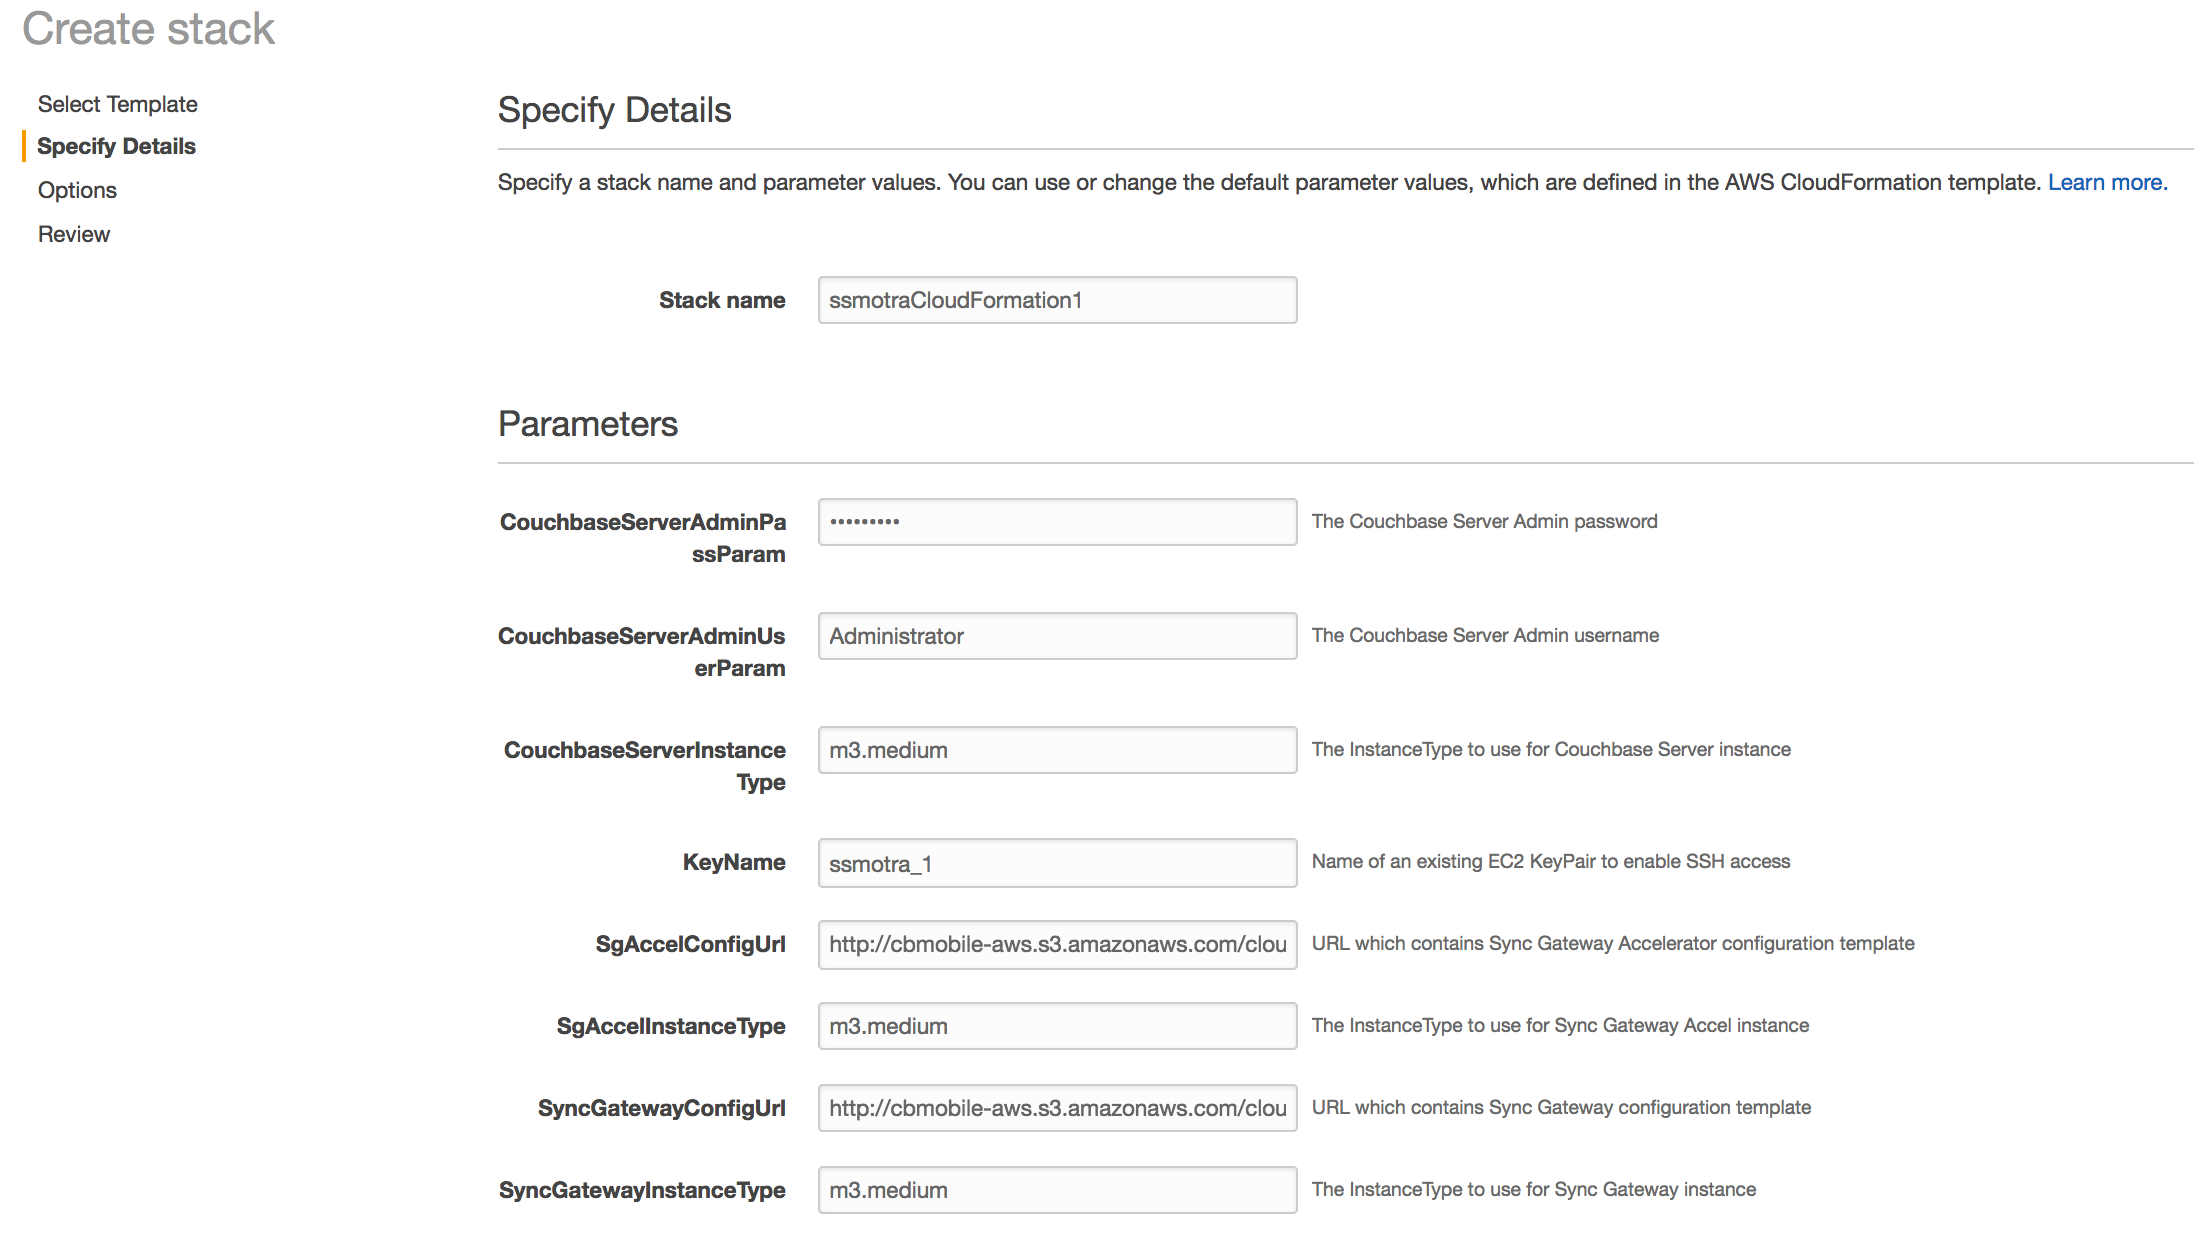 Create stack
Select Template
Specify Details
Options
Review
Specify Details
Specify a stack name and parameter values. You can use or change the default parameter values, which are defined in the AWS CloudFormation template. Learn more.
Stack name
ssmotraCloudFormation1
Parameters
CouchbaseServerAdminPa
ssParam
•••••••••
The Couchbase Server Admin password
CouchbaseServerAdminUs
erParam
Administrator
The Couchbase Server Admin username
CouchbaseServerInstance
Type
m3.medium
The InstanceType to use for Couchbase Server instance
KeyName
ssmotra_1
Name of an existing EC2 KeyPair to enable SSH access
SgAccelConfigUrl
http://cbmobile-aws.s3.amazonaws.com/clou
URL which contains Sync Gateway Accelerator configuration template
SgAccelInstanceType
m3.medium
The InstanceType to use for Sync Gateway Accel instance
SyncGatewayConfigUrl
http://cbmobile-aws.s3.amazonaws.com/clou
URL which contains Sync Gateway configuration template
SyncGatewayInstanceType
m3.medium
The InstanceType to use for Sync Gateway instance